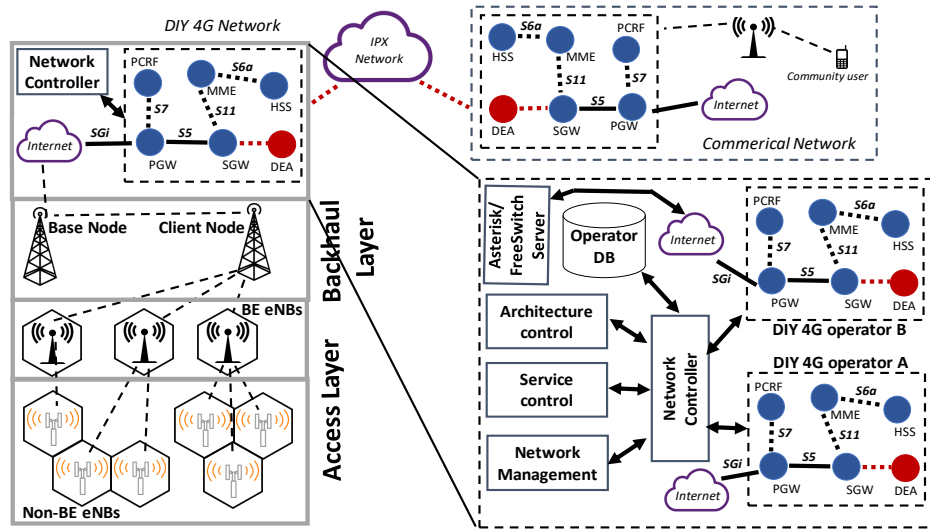 DIY 4G Network
Network
Controller
PCRF
S6a
MME
HSS
S7
S11
Internet
SGi
S5
PGW
SGW
DEA
IPX
Network
S6a
PCRF
HSS
MME
S11
S7
S5
DEA
SGW
PGW
Internet
Community user
Commerical Network
Base Node
Client Node
Backhaul
Layer
BE eNBs
Access Layer
Non-BE eNBs
Asterisk/
FreeSwitch
Server
Operator
DB
Internet
SGi
PCRF
S6a
MME
HSS
S7
S11
S5
PGW
SGW
DEA
DIY 4G operator B
Architecture
control
Service
control
Network
Management
Network
Controller
DIY 4G operator A
PCRF
S6a
MME
HSS
S7
S11
SGi
S5
PGW
SGW
DEA
Internet